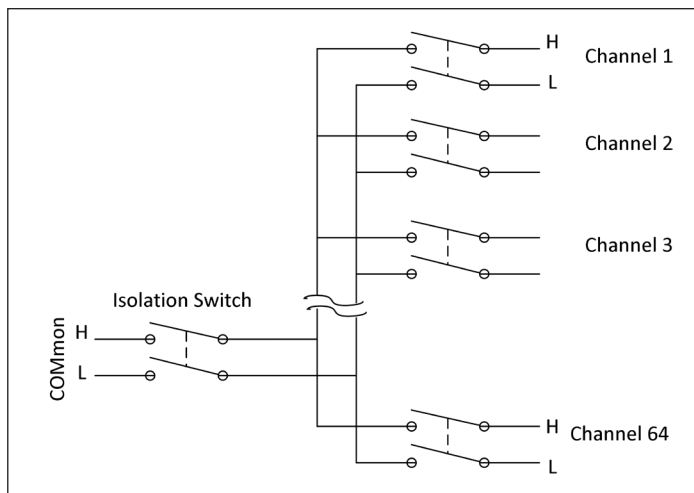 H
Channel 1
L
Channel 2
Channel 3
Isolation Switch
COMmon
H
L
H
Channel 64
L